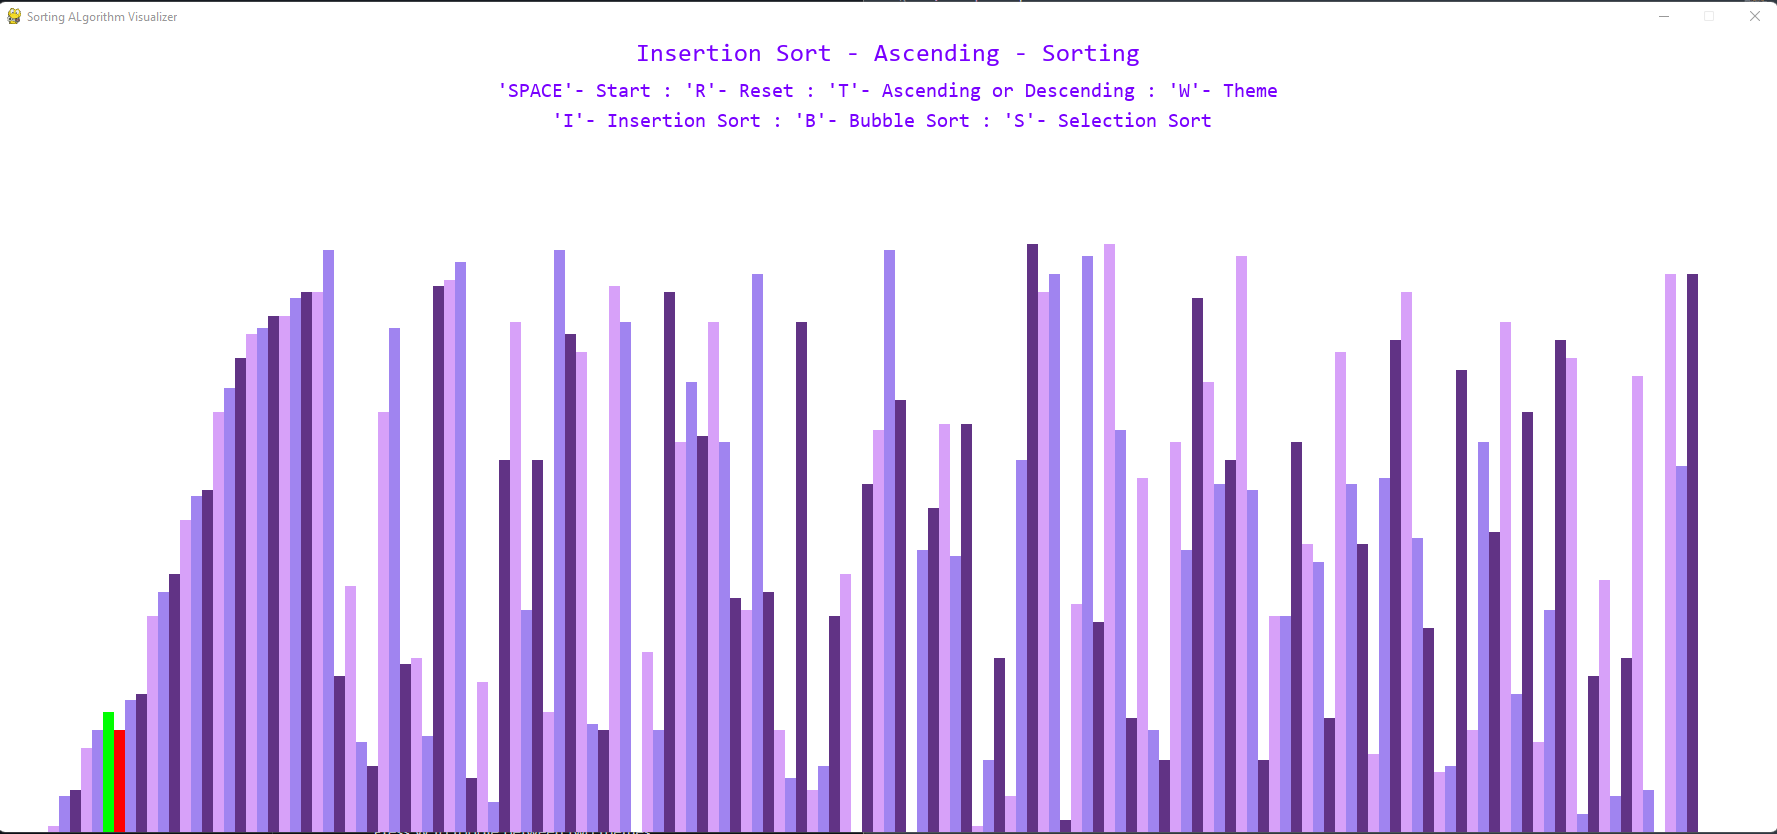 Sorting ALgorithm Visualizer
Insertion Sort - Ascending - Sorting
'SPACE'- Start : 'R'- Reset : 'T'- Ascending or Descending : 'W'- Theme
'I'- Insertion Sort : 'B'- Bubble Sort : 'S'- Selection Sort